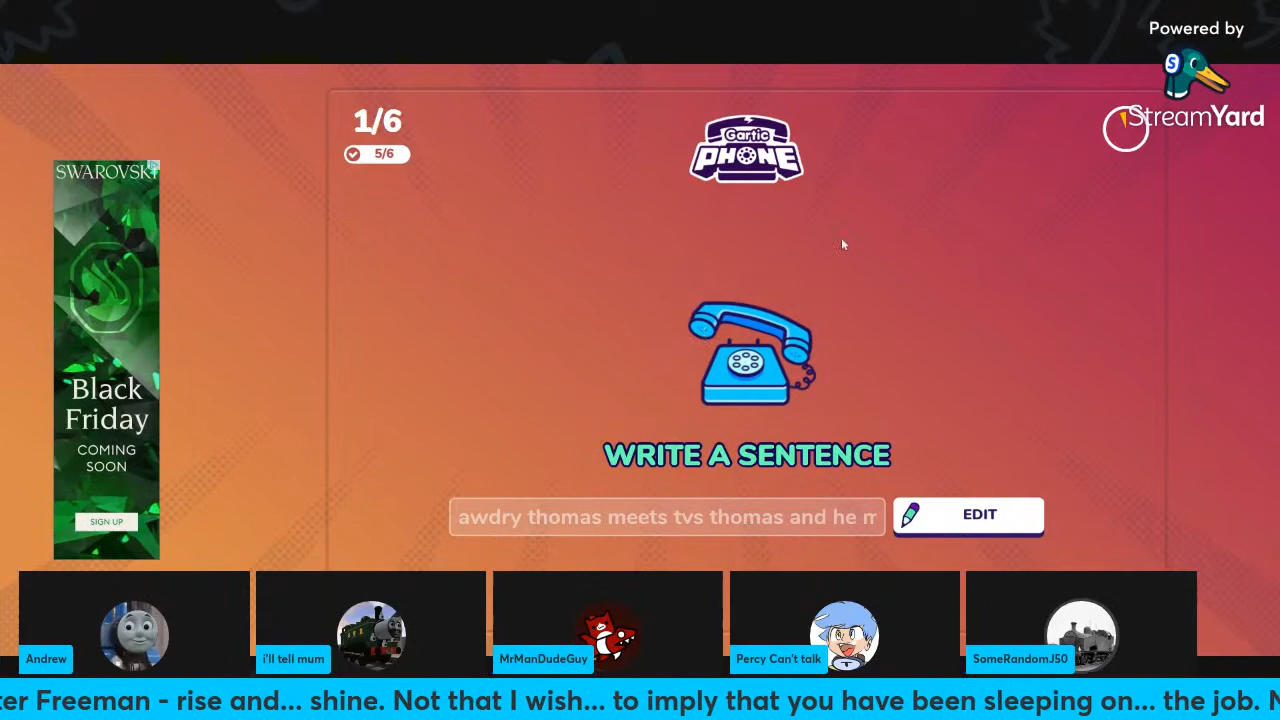 Powered by
StreamYard
1/6
5/6
Gartic
PHONE
SWAROVSKI
Black
Friday
COMING
SOON
SIGN UP
WRITE A SENTENCE
awdry thomas meets tvs thomas and he m
EDIT
Andrew
i'll tell mum
MrManDudeGuy
Percy Can't talk
SomeRandomJ50
ter Freeman - rise and... shine. Not that I wish... to imply that you have been sleeping on... the job. N